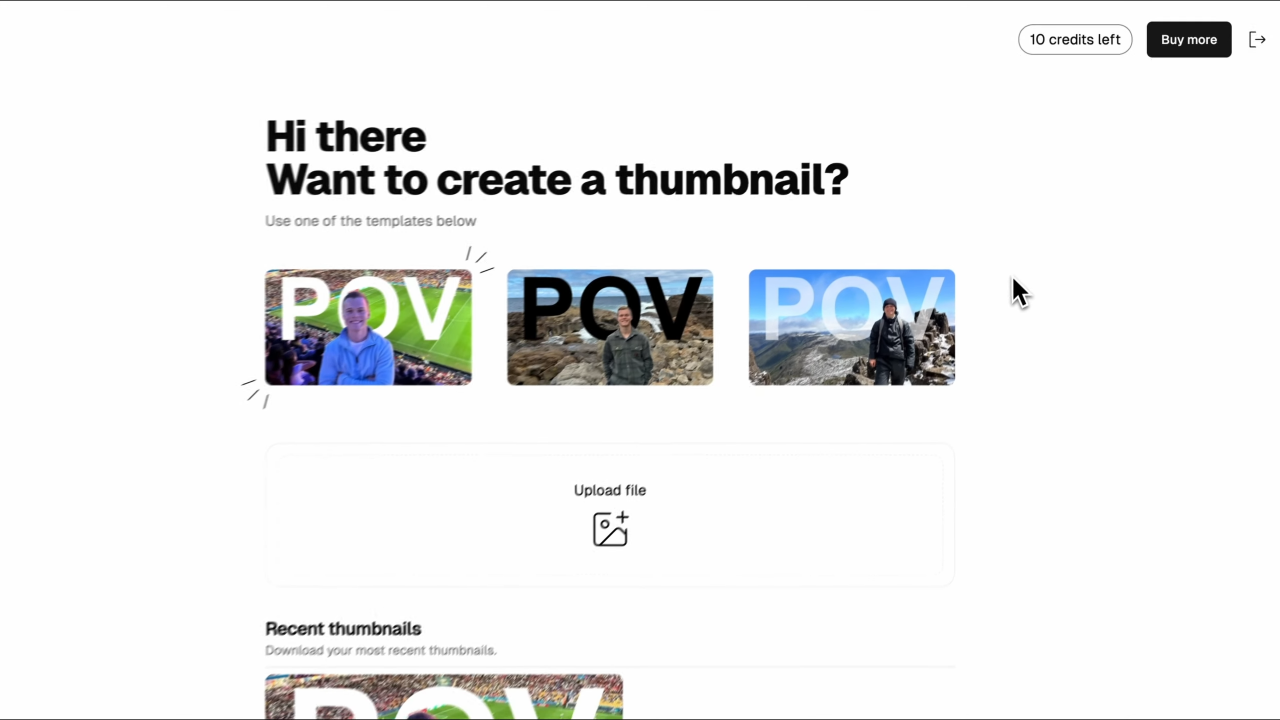 10 credits left
Buy more
Hi there
Want to create a thumbnail?
Use one of the templates below
POV
POV
POV
Upload file
Recent thumbnails
Download your most recent thumbnails.
POV